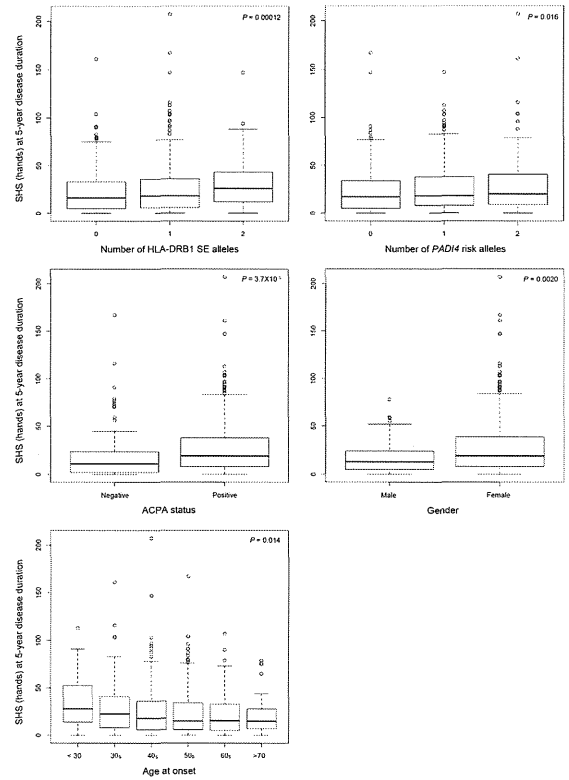 P = 0.00012
SHS (hands) at 5-year disease duration
0 50 100 150 200
0 1 2
Number of HLA-DRB1 SE alleles
P = 0.016
0 50 100 150 200
0 1 2
Number of PADI4 risk alleles
P = 3.7X10
SHS (hands) at 5-year disease duration
0 50 100 150 200
Negative Positive
ACPA status
P = 0.0020
0 50 100 150 200
Male Female
Gender
P = 0.014
SHS (hands) at 5-year disease duration
0 50 100 150 200
< 30 30s 40s 50s 60s >70
Age at onset